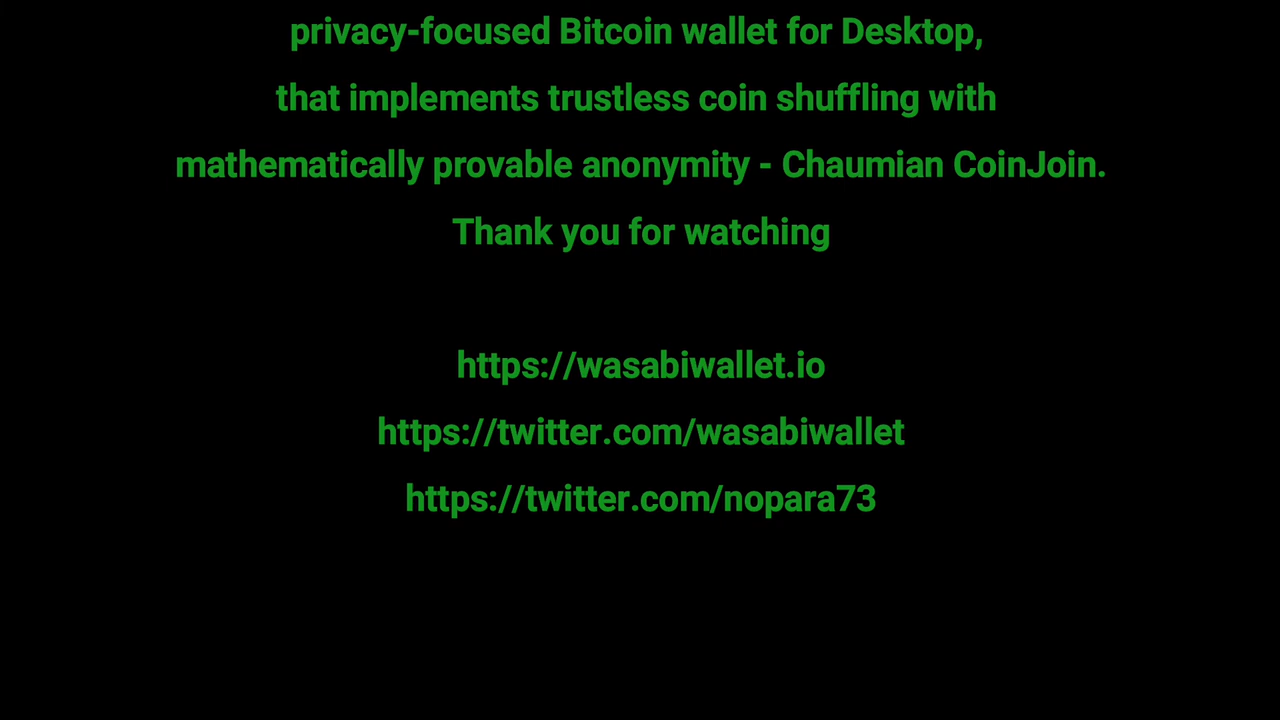 privacy-focused Bitcoin wallet for Desktop,
that implements trustless coin shuffling with
mathematically provable anonymity - Chaumian CoinJoin.
Thank you for watching
https://wasabiwallet.io
https://twitter.com/wasabiwallet
https://twitter.com/nopara73